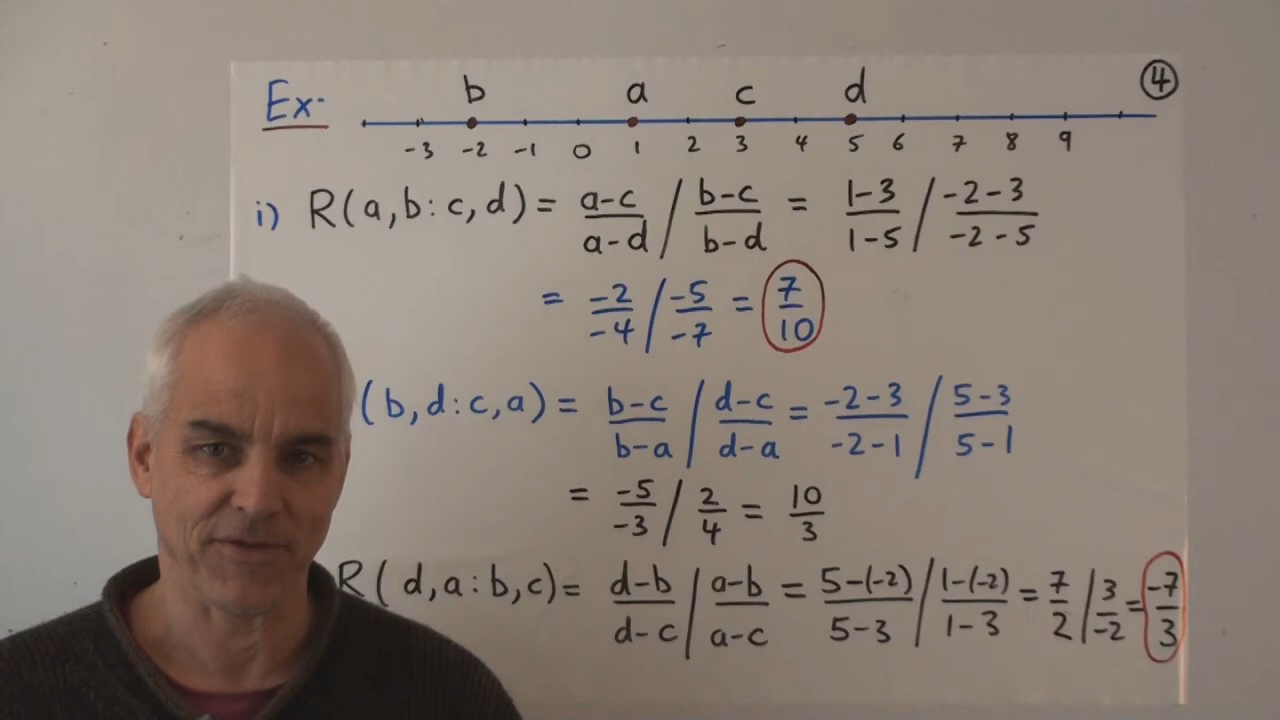 Ex. b a c d ④
-3 -2 -1 0 1 2 3 4 5 6 7 8 9
i) R(a,b:c,d) = (a-c)/(a-d) / (b-c)/(b-d) = (1-3)/(1-5) / (-2-3)/(-2-5)
= -2/-4 / -5/-7 = 7/10
(b,d:c,a) = (b-c)/(b-a) / (d-c)/(d-a) = (-2-3)/(-2-1) / (5-3)/(5-1)
= -5/-3 / 2/4 = 10/3
R(d,a:b,c) = (d-b)/(d-c) / (a-b)/(a-c) = (5-(-2))/(5-3) / (1-(-2))/(1-3) = 7/2 / 3/-2 = -7/3